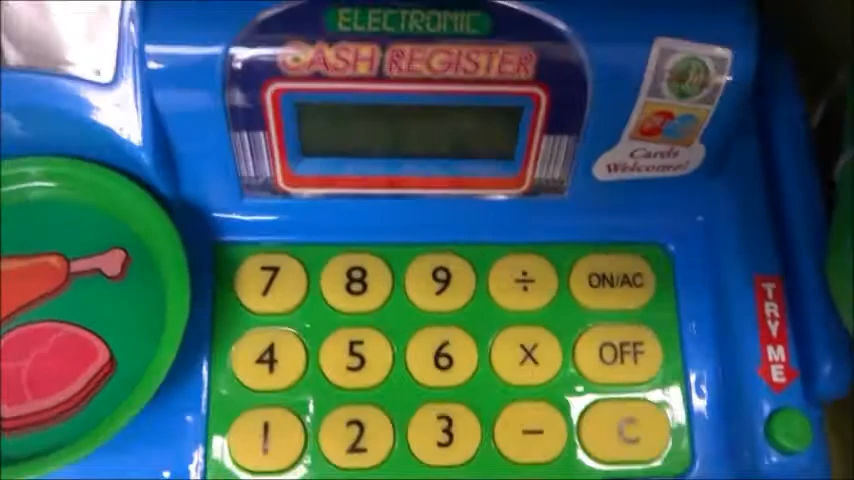 ELECTRONIC
CASH REGISTER
Cards
Welcome!
7 8 9 ÷ ON/AC
4 5 6 X OFF
1 2 3 − C
TRY ME